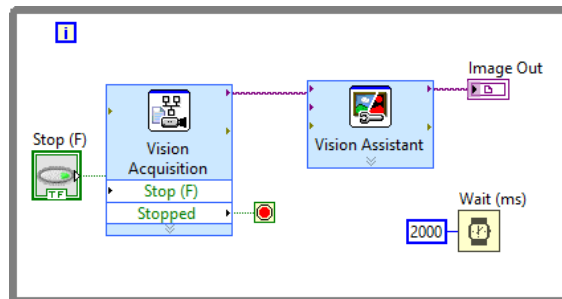 i
Image Out
Stop (F)
TF
Vision
Acquisition
Stop (F)
Stopped
Vision Assistant
Wait (ms)
2000